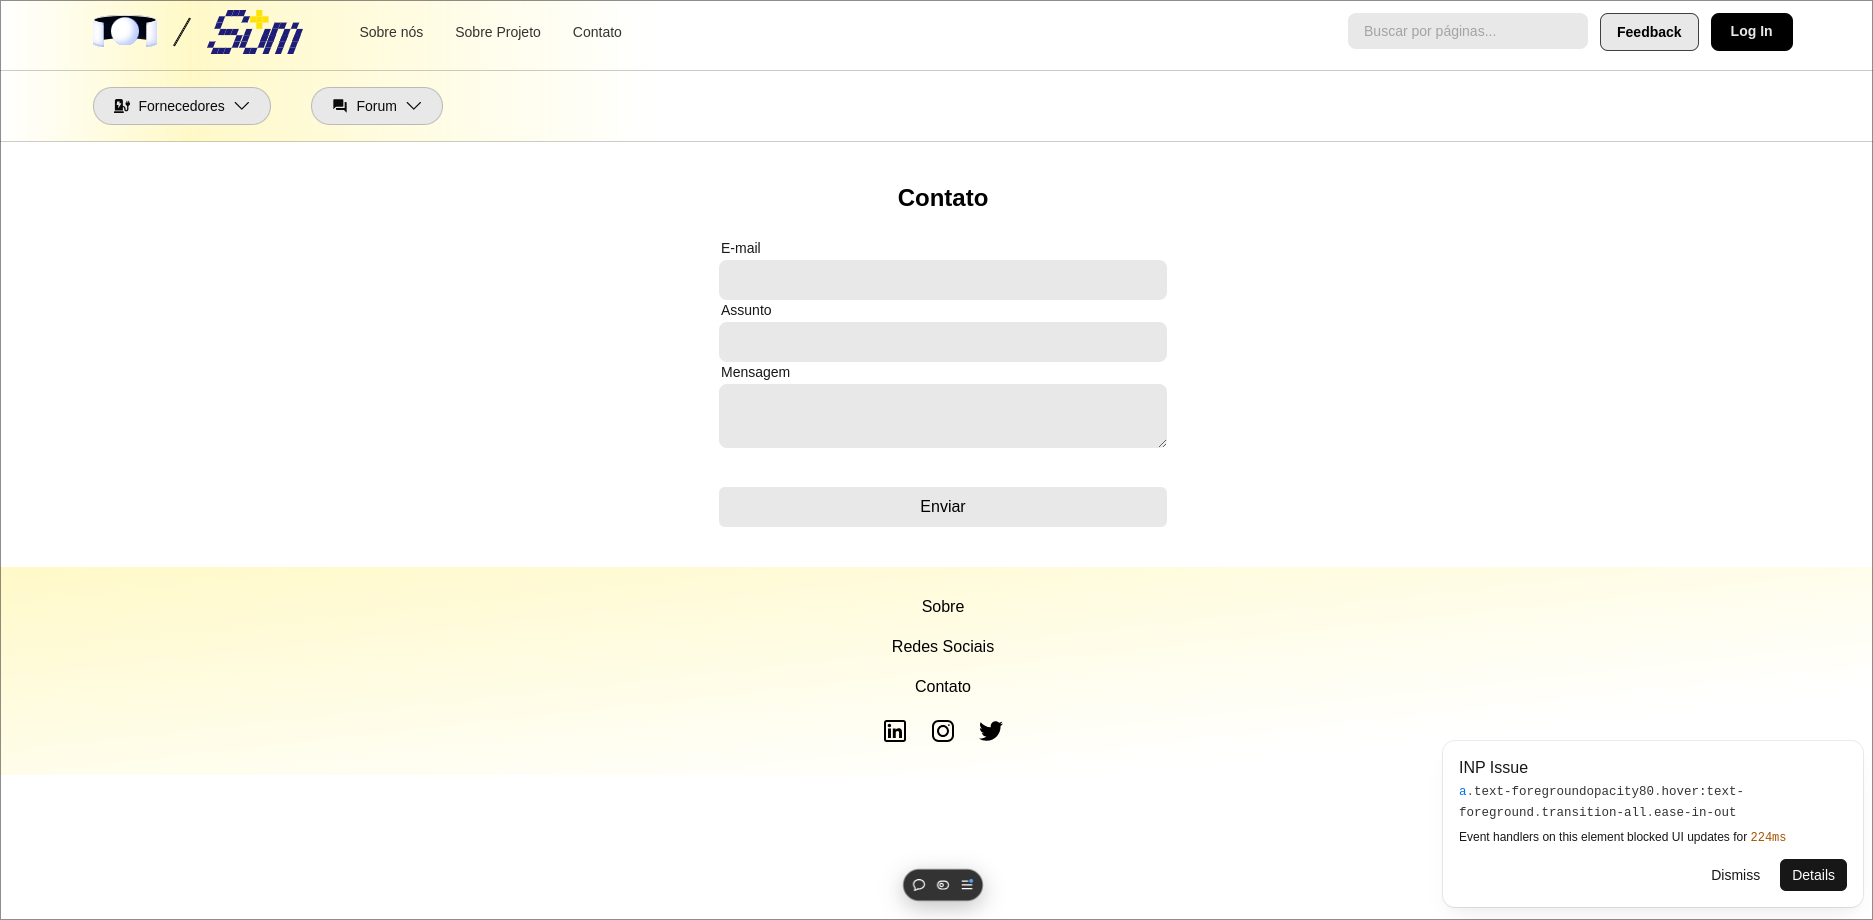 Sum
Sobre nós
Sobre Projeto
Contato
Buscar por páginas...
Feedback
Log In
Fornecedores
Forum
Contato
E-mail
Assunto
Mensagem
Enviar
Sobre
Redes Sociais
Contato
INP Issue
a.text-foregroundopacity80.hover:text-
foreground.transition-all.ease-in-out
Event handlers on this element blocked UI updates for 224ms
Dismiss
Details